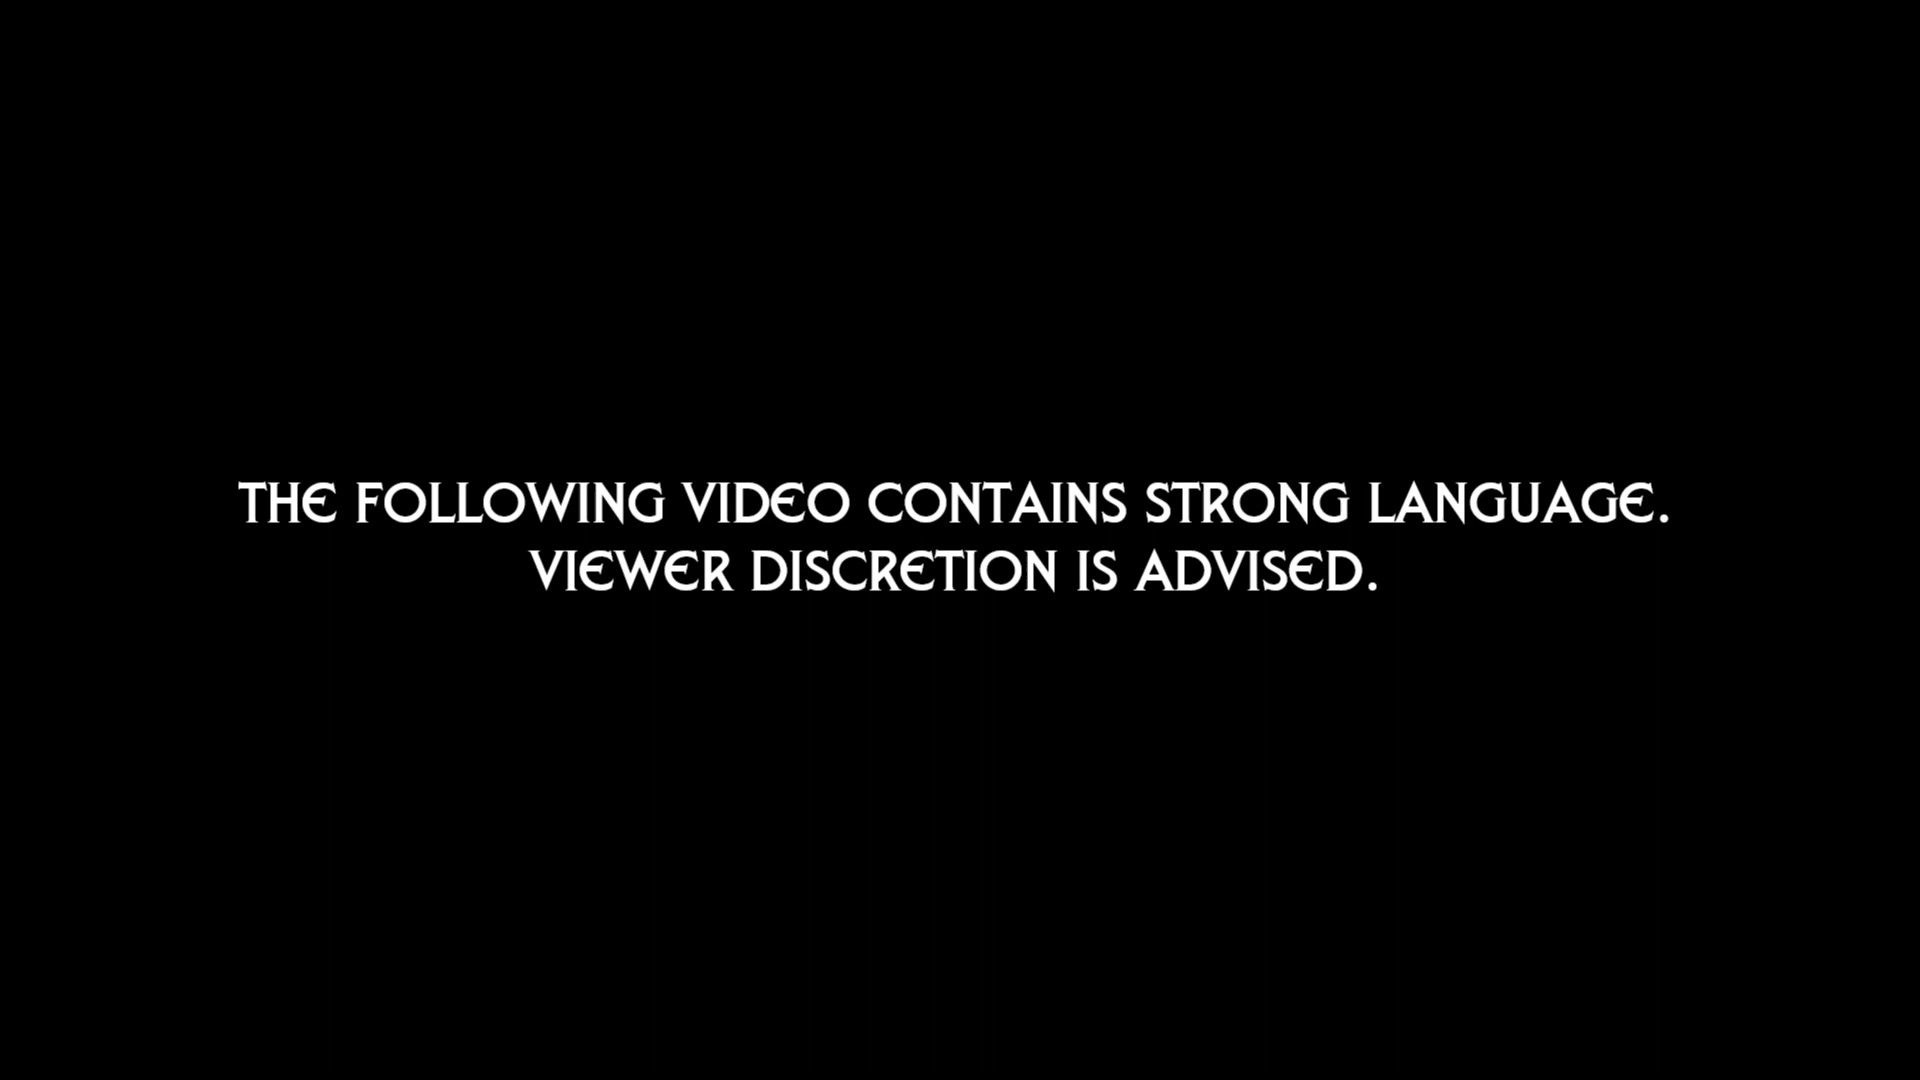 THE FOLLOWING VIDEO CONTAINS STRONG LANGUAGE.
VIEWER DISCRETION IS ADVISED.